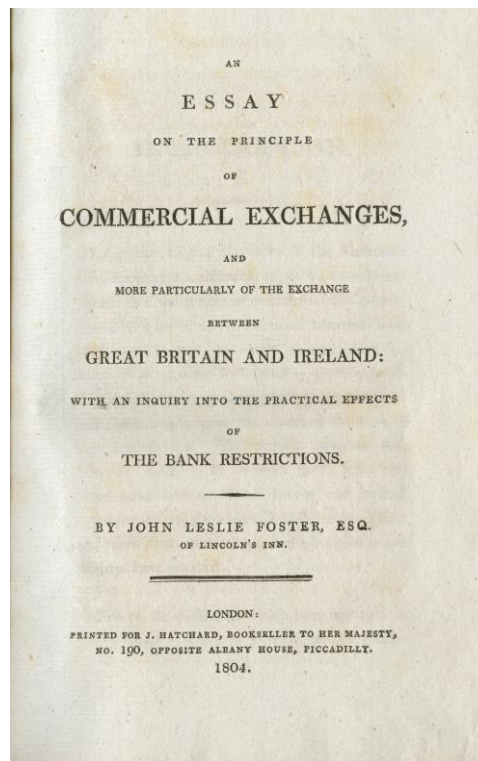 AN
ESSAY
ON THE PRINCIPLE
OF
COMMERCIAL EXCHANGES,
AND
MORE PARTICULARLY OF THE EXCHANGE
BETWEEN
GREAT BRITAIN AND IRELAND:
WITH AN INQUIRY INTO THE PRACTICAL EFFECTS
OF
THE BANK RESTRICTIONS.
BY JOHN LESLIE FOSTER, ESQ.
OF LINCOLN'S INN.
LONDON:
PRINTED FOR J. HATCHARD, BOOKSELLER TO HER MAJESTY,
NO. 190, OPPOSITE ALBANY HOUSE, PICCADILLY.
1804.